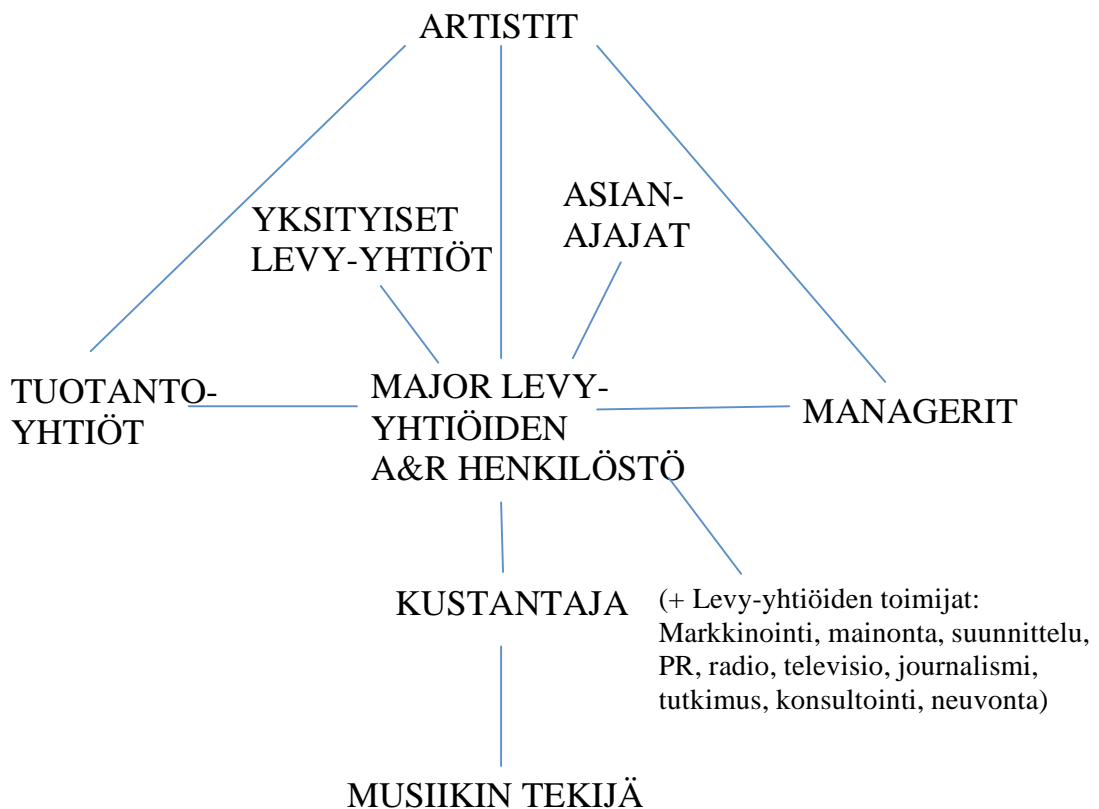 ARTISTIT
YKSITYISET
LEVY-YHTIÖT
ASIAN-
AJAJAT
TUOTANTO-
YHTIÖT
MAJOR LEVY-
YHTIÖIDEN
A&R HENKILÖSTÖ
MANAGERIT
KUSTANTAJA
(+ Levy-yhtiöiden toimijat:
Markkinointi, mainonta, suunnittelu,
PR, radio, televisio, journalismi,
tutkimus, konsultointi, neuvonta)
MUSIIKIN TEKIJÄ